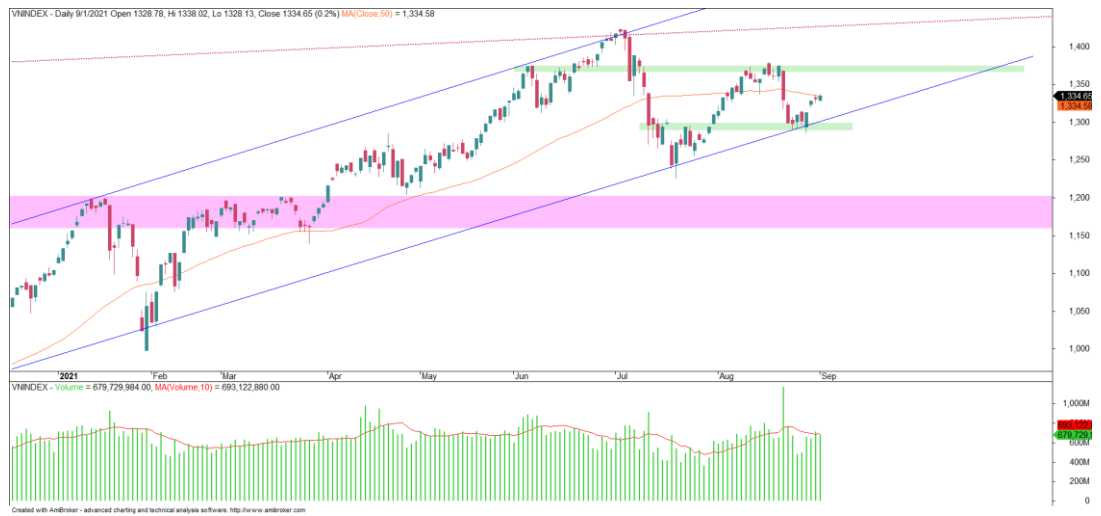 VNINDEX - Daily 9/1/2021 Open 1328.78, Hi 1338.02, Lo 1328.13, Close 1334.65 (0.2%) MA(Close,50) = 1,334.58
1,400
1,350
1,334.65
1,334.58
1,300
1,250
1,200
1,150
1,100
1,050
1,000
2021 Feb Mar Apr May Jun Jul Aug Sep
VNINDEX - Volume = 679,729,984.00, MA(Volume,10) = 693,122,880.00
1,000M
693,122,
679,729,
600M
400M
200M
0
Created with AmiBroker - advanced charting and technical analysis software. http://www.amibroker.com